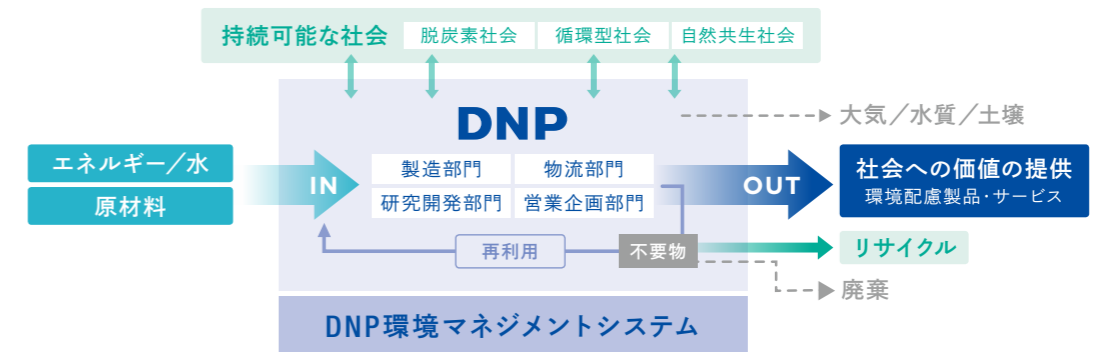 持続可能な社会 脱炭素社会 循環型社会 自然共生社会
DNP
大気／水質／土壌
エネルギー／水
原材料
IN
製造部門 物流部門
研究開発部門 営業企画部門
OUT
社会への価値の提供
環境配慮製品・サービス
再利用
不要物
リサイクル
廃棄
DNP環境マネジメントシステム